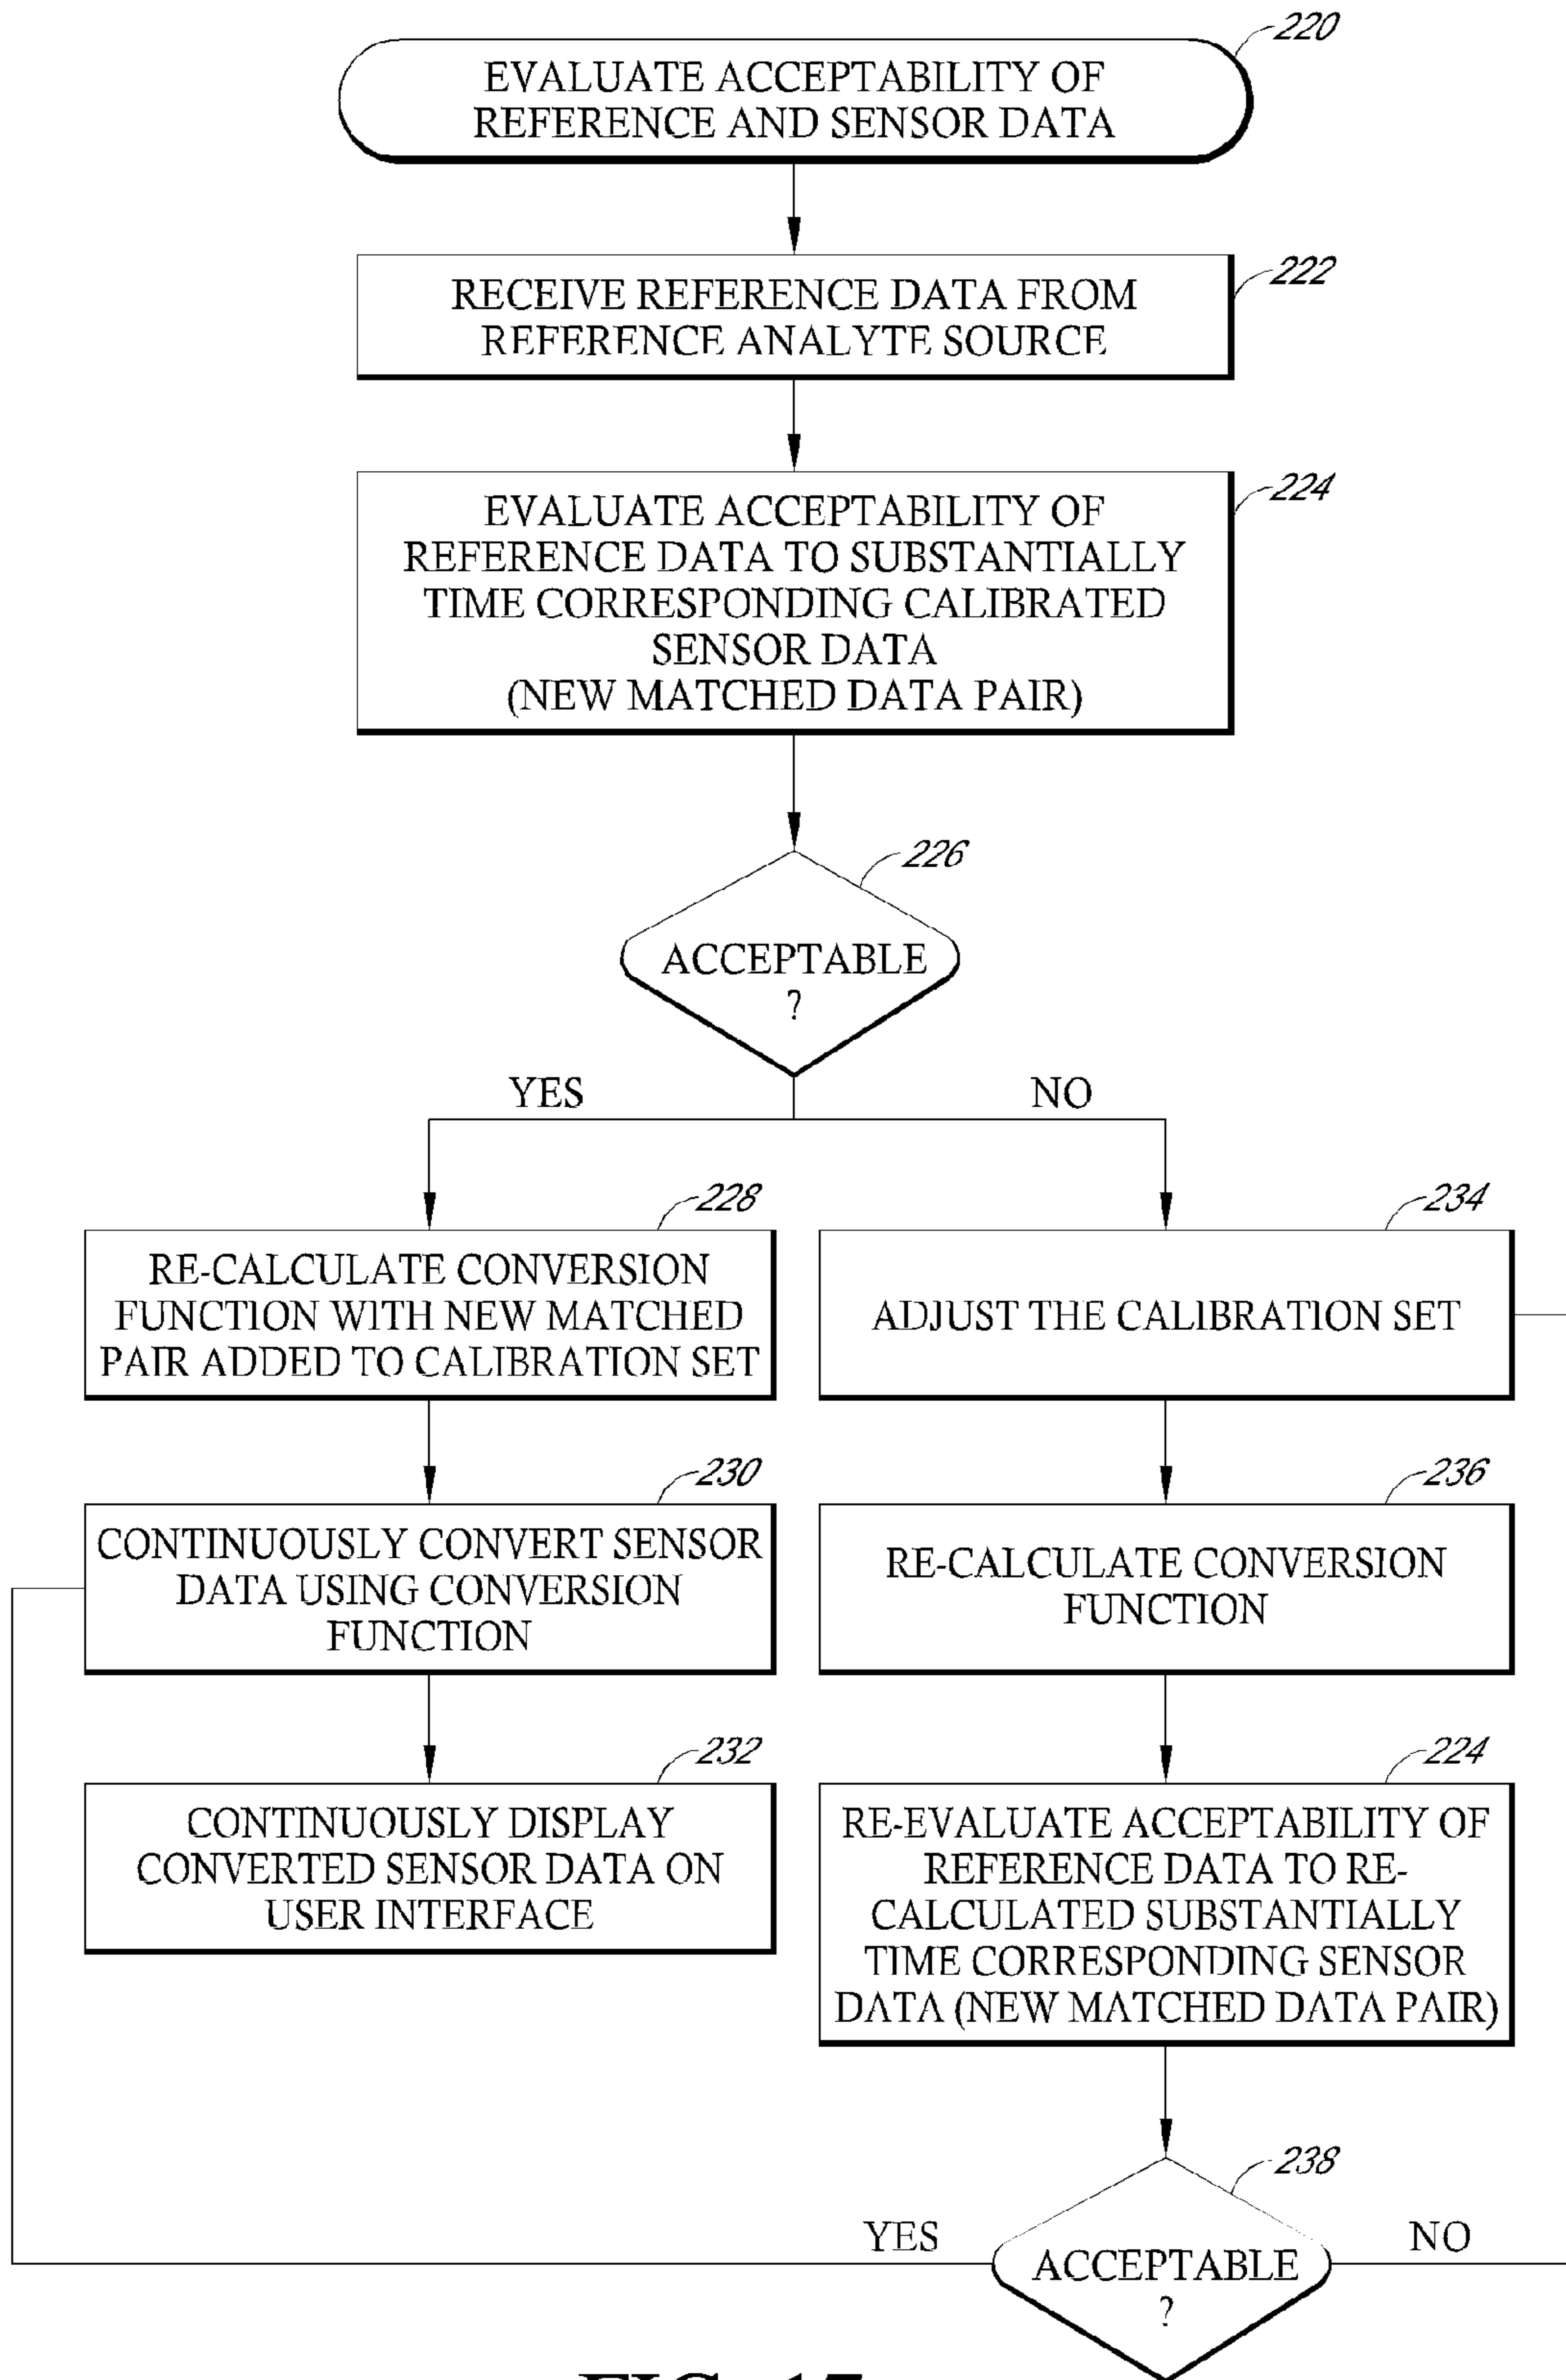 220
EVALUATE ACCEPTABILITY OF
REFERENCE AND SENSOR DATA
222
RECEIVE REFERENCE DATA FROM
REFERENCE ANALYTE SOURCE
224
EVALUATE ACCEPTABILITY OF
REFERENCE DATA TO SUBSTANTIALLY
TIME CORRESPONDING CALIBRATED
SENSOR DATA
(NEW MATCHED DATA PAIR)
226
ACCEPTABLE
?
YES
NO
228
RE-CALCULATE CONVERSION
FUNCTION WITH NEW MATCHED
PAIR ADDED TO CALIBRATION SET
234
ADJUST THE CALIBRATION SET
230
CONTINUOUSLY CONVERT SENSOR
DATA USING CONVERSION
FUNCTION
236
RE-CALCULATE CONVERSION
FUNCTION
232
CONTINUOUSLY DISPLAY
CONVERTED SENSOR DATA ON
USER INTERFACE
224
RE-EVALUATE ACCEPTABILITY OF
REFERENCE DATA TO RE-
CALCULATED SUBSTANTIALLY
TIME CORRESPONDING SENSOR
DATA (NEW MATCHED DATA PAIR)
238
YES
ACCEPTABLE
?
NO